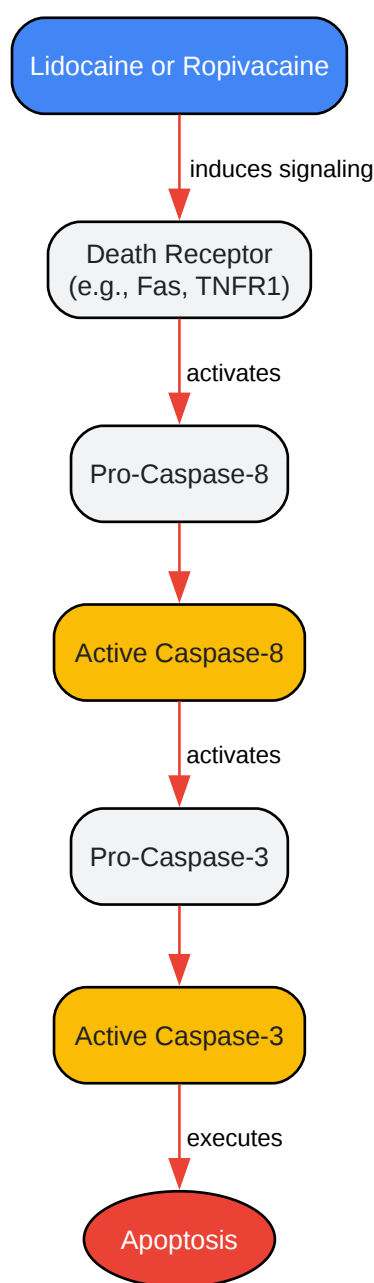 Lidocaine or Ropivacaine
induces signaling
Death Receptor
(e.g., Fas, TNFR1)
activates
Pro-Caspase-8
Active Caspase-8
activates
Pro-Caspase-3
Active Caspase-3
executes
Apoptosis